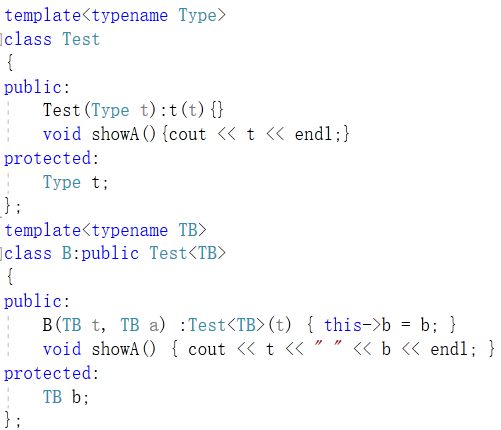 template<typename Type>
class Test
{
public:
    Test(Type t):t(t){}
    void showA(){cout << t << endl;}
protected:
    Type t;
};
template<typename TB>
class B:public Test<TB>
{
public:
    B(TB t, TB a) :Test<TB>(t) { this->b = b; }
    void showA() { cout << t << " " << b << endl; }
protected:
    TB b;
};